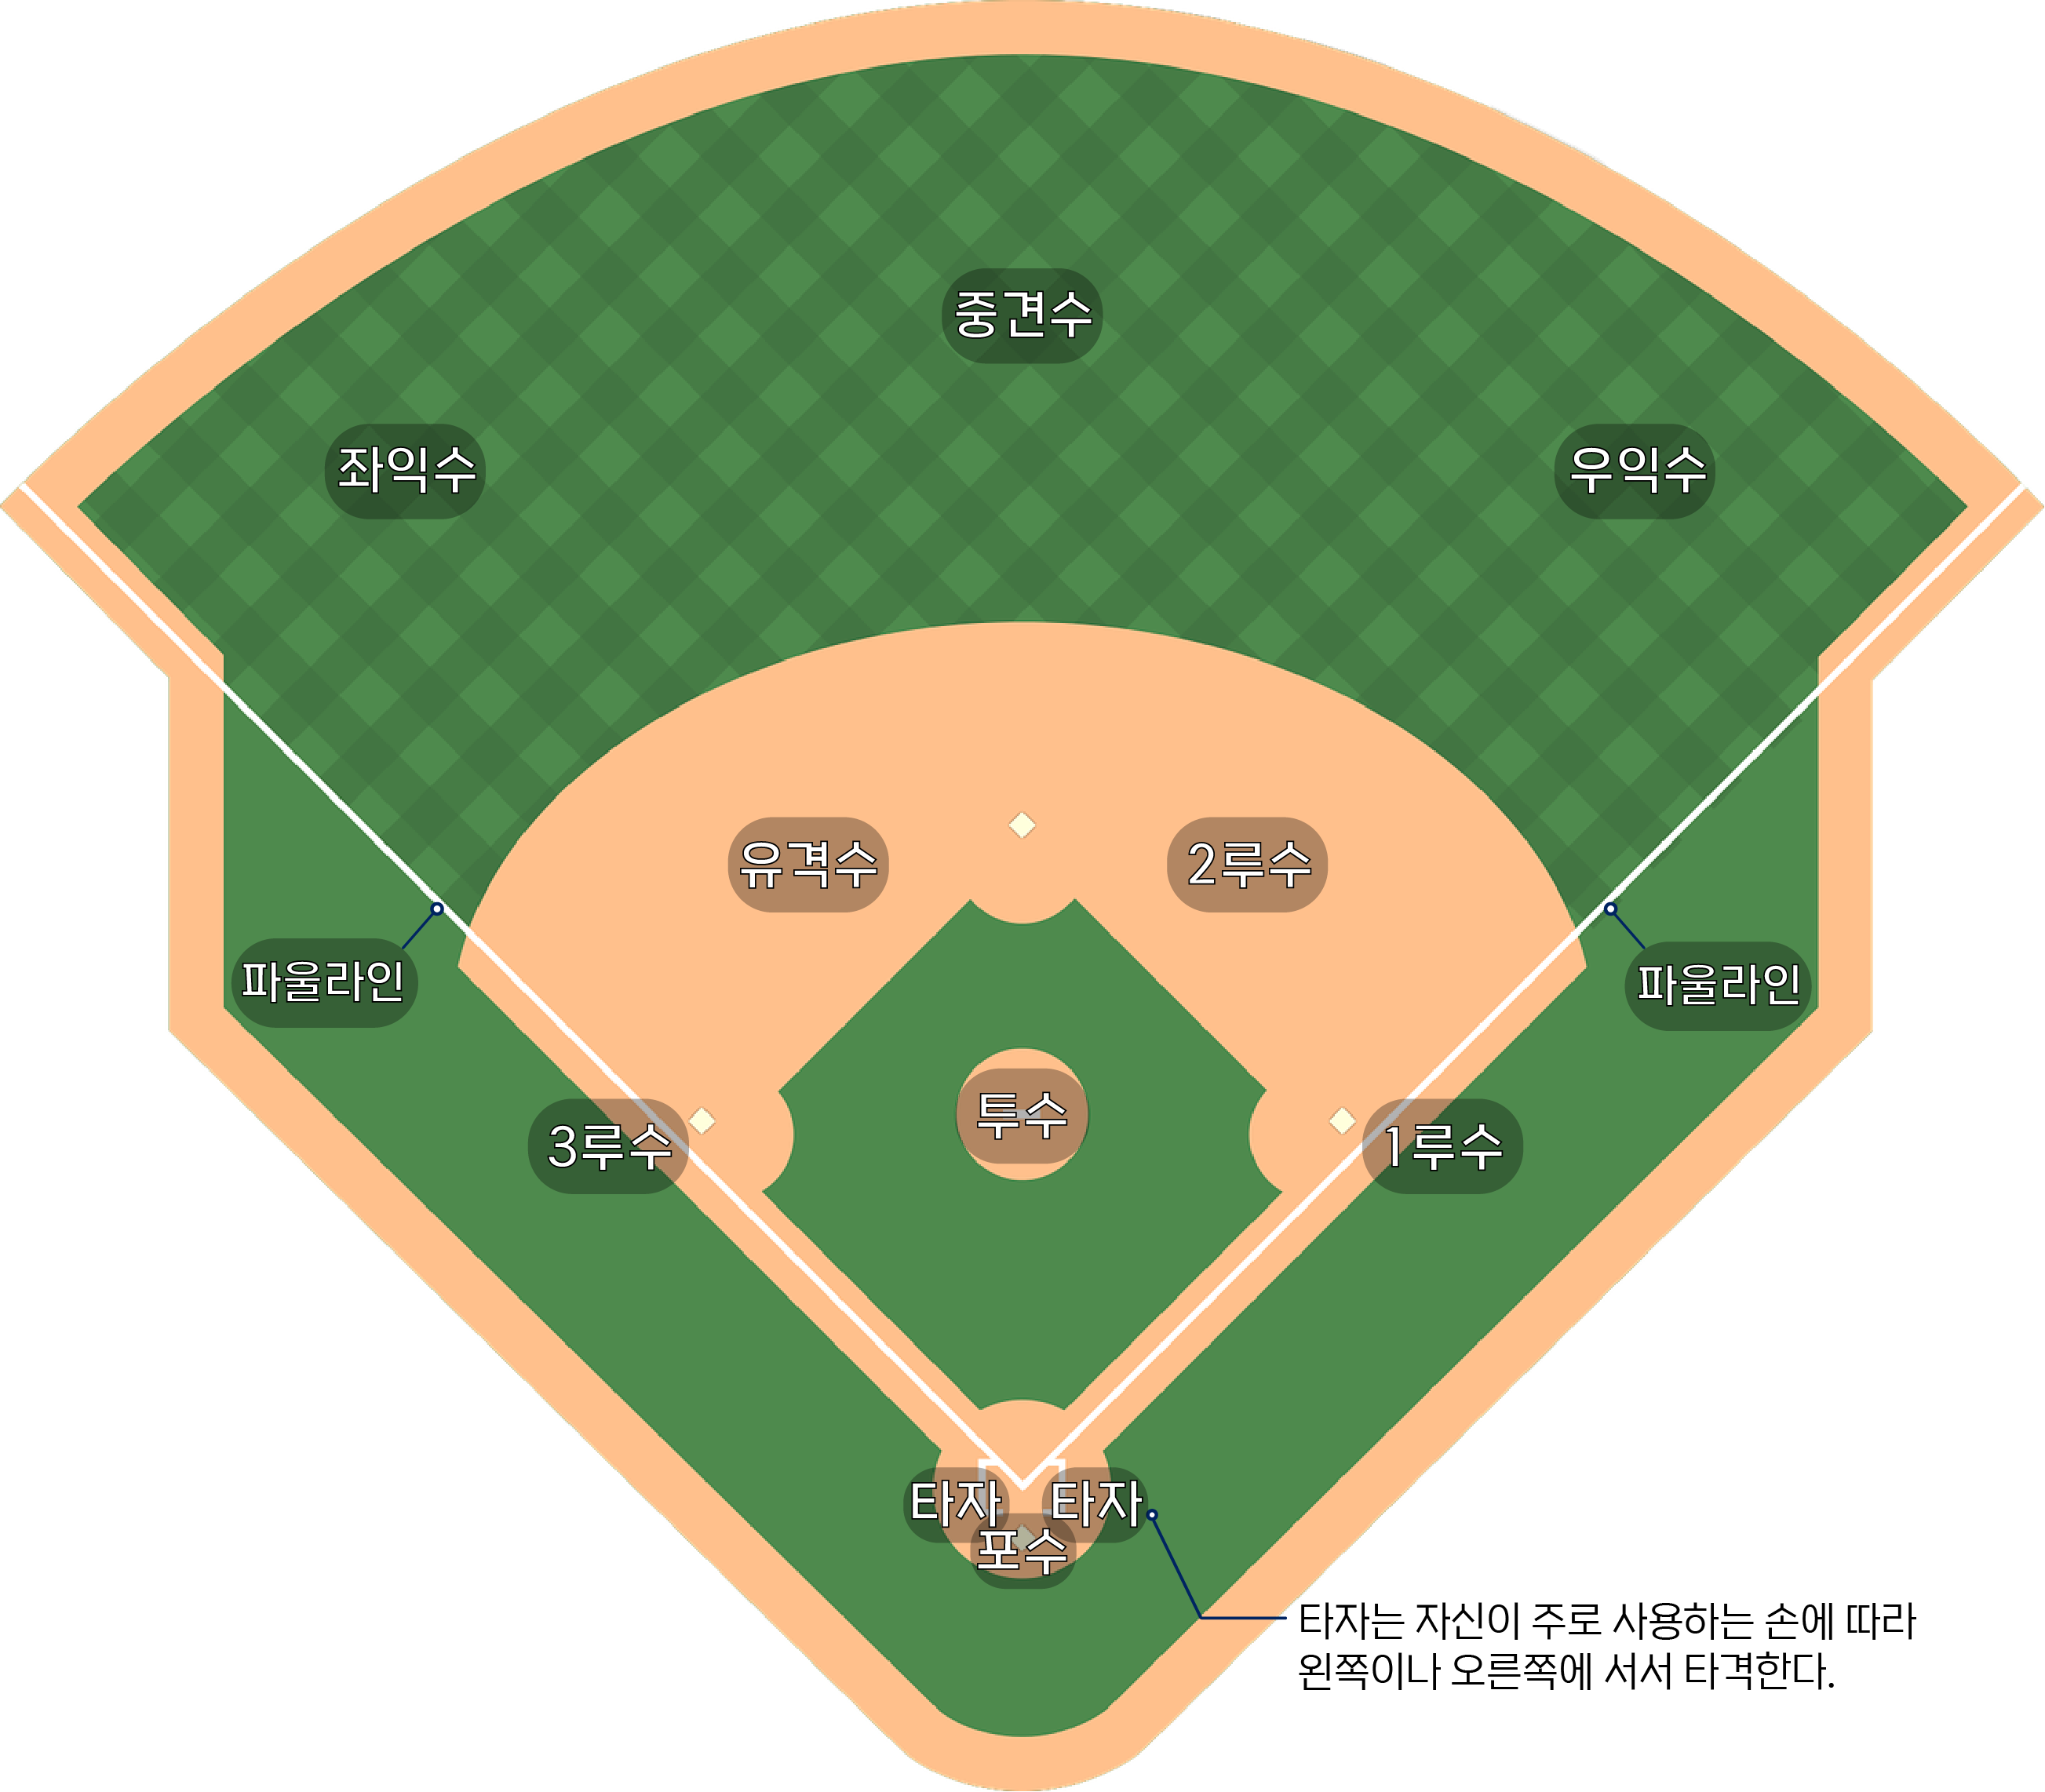 중견수
좌익수
우익수
유격수
2루수
파울라인
파울라인
3루수
투수
1루수
타자
타자
포수
타자는 자신이 주로 사용하는 손에 따라
왼쪽이나 오른쪽에 서서 타격한다.